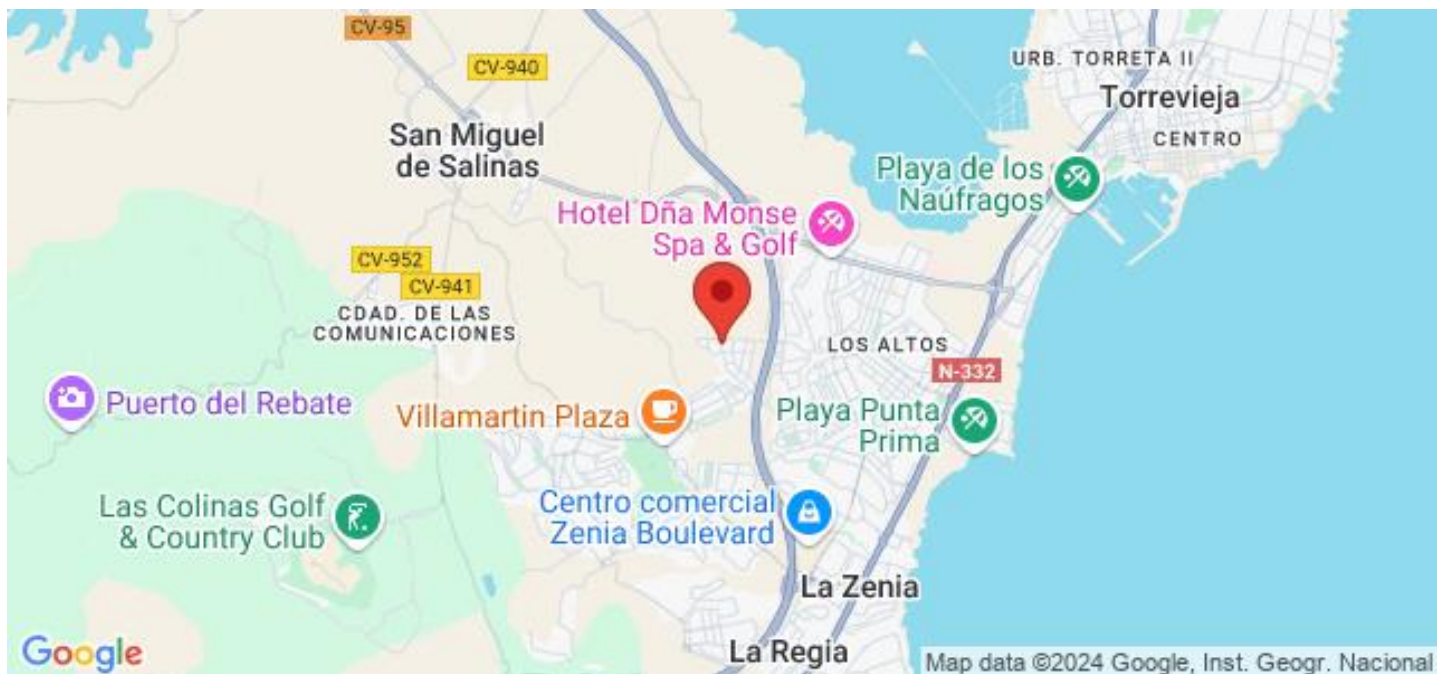 CV-95
CV-940
URB. TORRETA II
Torrevieja
CENTRO
San Miguel
de Salinas
Playa de los
Naúfragos
Hotel Dña Monse
Spa & Golf
CV-952
CV-941
CDAD. DE LAS
COMUNICACIONES
LOS ALTOS
N-332
Puerto del Rebate
Villamartin Plaza
Playa Punta
Prima
Las Colinas Golf
& Country Club
Centro comercial
Zenia Boulevard
La Zenia
La Regia
Google
Map data ©2024 Google, Inst. Geogr. Nacional